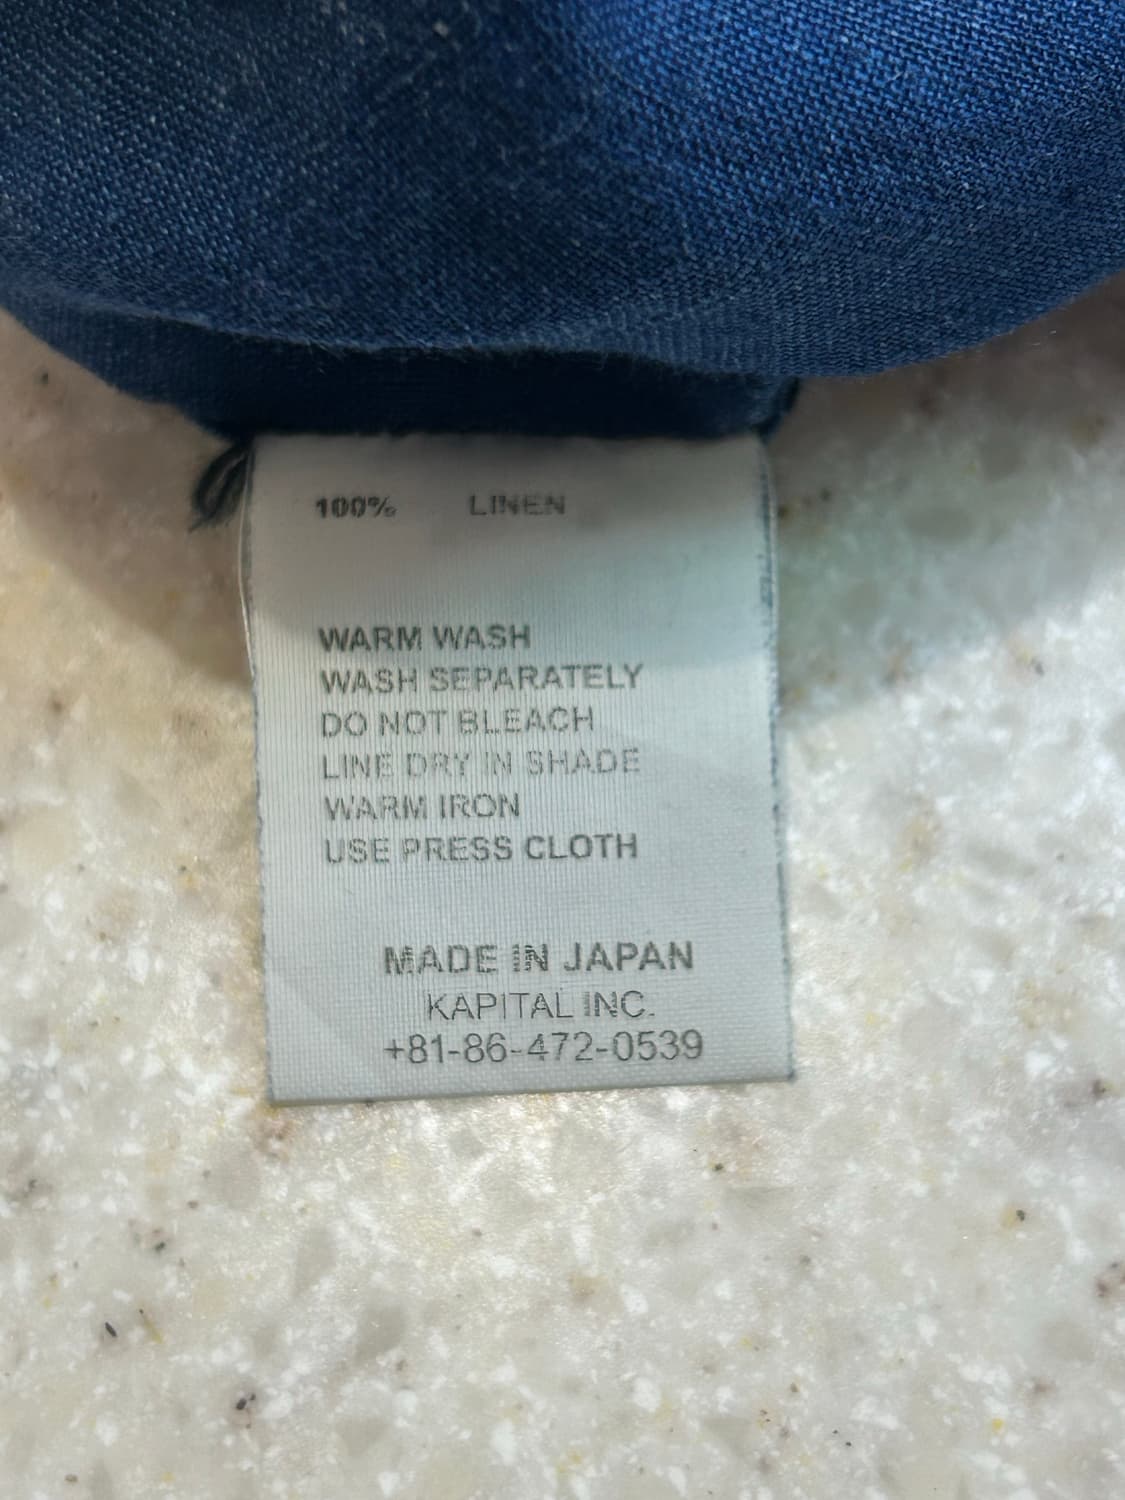 100% LINEN
WARM WASH
WASH SEPARATELY
DO NOT BLEACH
LINE DRY IN SHADE
WARM IRON
USE PRESS CLOTH
MADE IN JAPAN
KAPITAL INC.
+81-86-472-0539